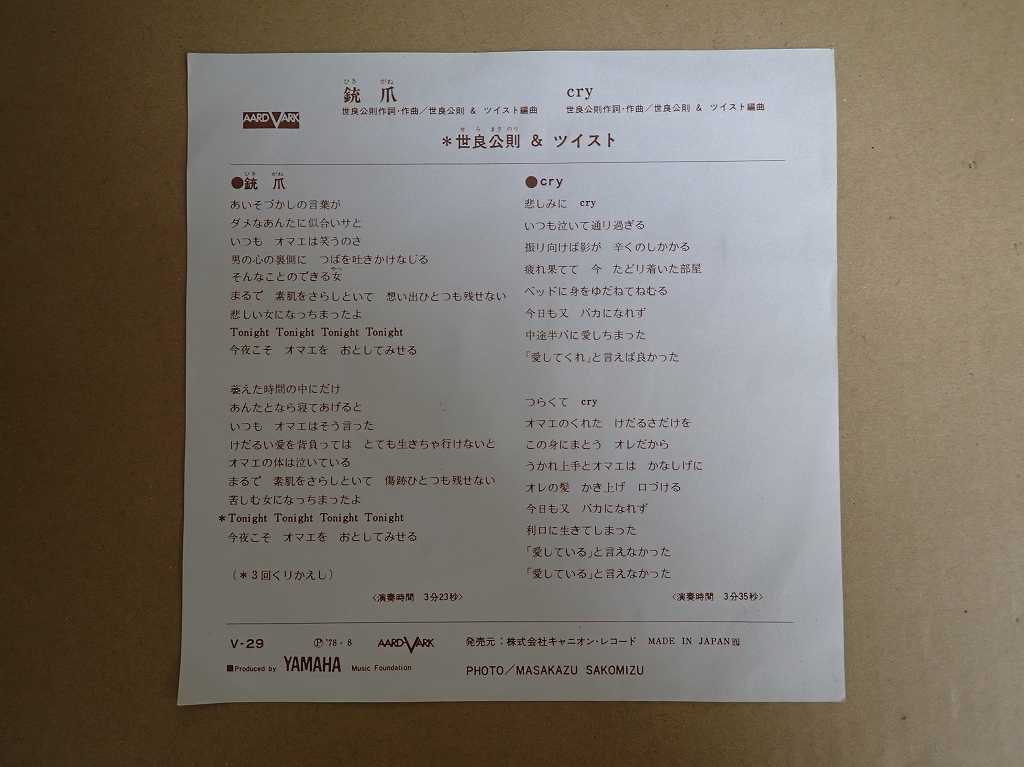 ひき がね
銃 爪
世良公則作詞・作曲／世良公則 & ツイスト編曲
cry
世良公則作詞・作曲／世良公則 & ツイスト編曲
AARDVARK
せ ら まさ のり
＊世良公則 & ツイスト
ひき がね
●銃 爪
あいそづかしの言葉が
ダメなあんたに似合いサと
いつも オマエは笑うのさ
男の心の裏側に つばを吐きかけなじる
そんなことのできる女
まるで 素肌をさらしといて 想い出ひとつも残せない
悲しい女になっちまったよ
Tonight Tonight Tonight Tonight
今夜こそ オマエを おとしてみせる
萎えた時間の中にだけ
あんたとなら寝てあげると
いつも オマエはそう言った
けだるい愛を背負っては とても生きちゃ行けないと
オマエの体は泣いている
まるで 素肌をさらしといて 傷跡ひとつも残せない
苦しむ女になっちまったよ
＊Tonight Tonight Tonight Tonight
今夜こそ オマエを おとしてみせる
(＊3回くりかえし)
〈演奏時間 3分23秒〉
●cry
悲しみに cry
いつも泣いて通り過ぎる
振り向けば影が 辛くのしかかる
疲れ果てて 今 たどり着いた部屋
ベッドに身をゆだねてねむる
今日も又 バカになれず
中途半バに愛しちまった
「愛してくれ」と言えば良かった
つらくて cry
オマエのくれた けだるさだけを
この身にまとう オレだから
うかれ上手とオマエは かなしげに
オレの髪 かき上げ 口づける
今日も又 バカになれず
利口に生きてしまった
「愛している」と言えなかった
「愛している」と言えなかった
〈演奏時間 3分35秒〉
V-29 Ⓟ '78・8 AARDVARK 発売元：株式会社キャニオン・レコード MADE IN JAPAN
■Produced by YAMAHA Music Foundation PHOTO／MASAKAZU SAKOMIZU